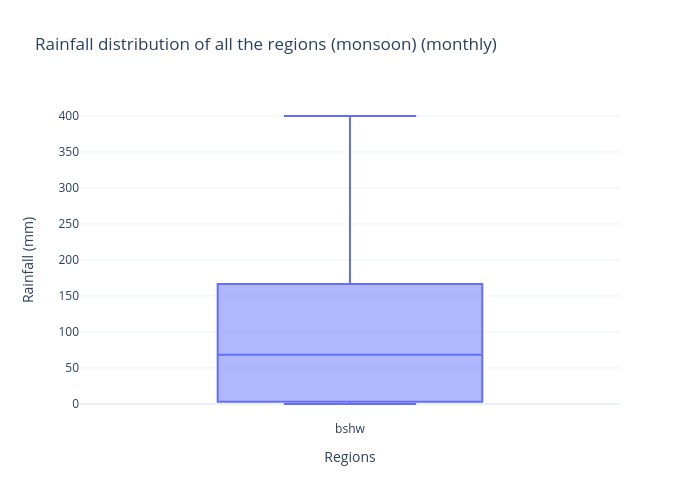 Rainfall distribution of all the regions (monsoon) (monthly)
400
350
300
250
200
150
100
50
0
Rainfall (mm)
bshw
Regions